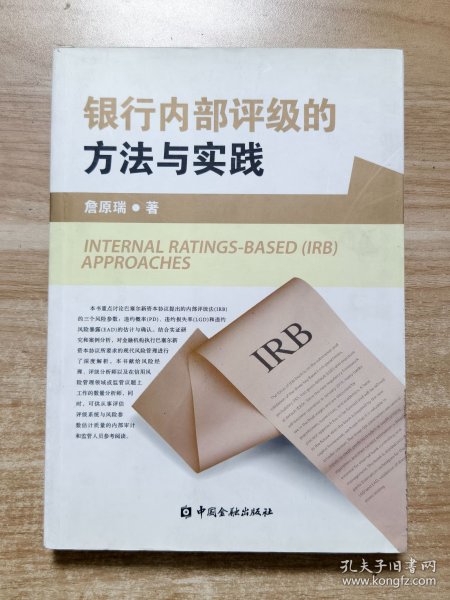 银行内部评级的
方法与实践
詹原瑞 ● 著
INTERNAL RATINGS-BASED (IRB)
APPROACHES
本书重点讨论巴塞尔新资本协议提出的内部评级法(IRB)
的三个风险参数：违约概率(PD)、违约损失率(LGD)和违约
风险暴露(EAD)的估计与确认。结合实证研
究和案例分析，对金融机构执行巴塞尔新
资本协议所要求的现代风险管理进行
了深度解析。本书献给风险经
理、评级分析师以及在信用风
险管理领域或监管议题上
工作的数量分析师，同
时，可供从事评估
评级系统与风险参
数估计质量的内部审计
和监管人员参考阅读。
IRB
中国金融出版社
孔夫子旧书网
www.kongfz.com